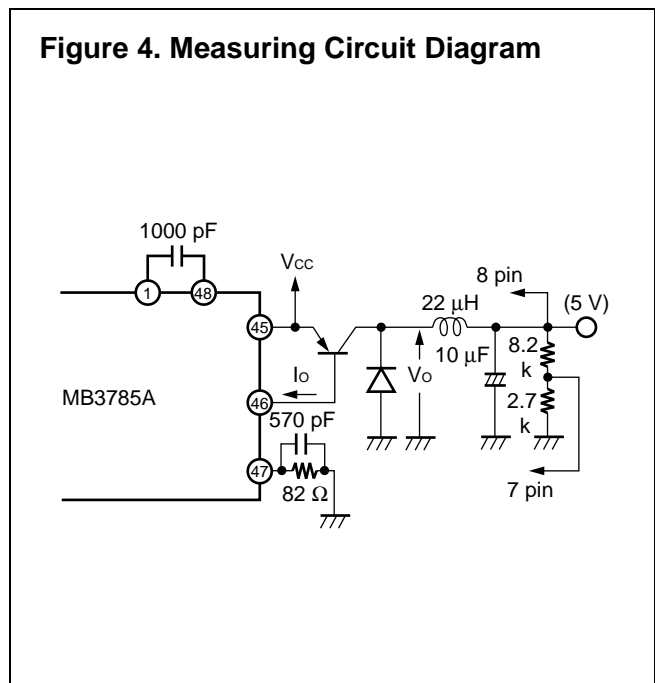 Figure 4. Measuring Circuit Diagram
1000 pF
1
48
VCC
8 pin
(5 V)
45
22 μH
10 μF
8.2
k
IO
VO
MB3785A
46
2.7
k
570 pF
47
82 Ω
7 pin